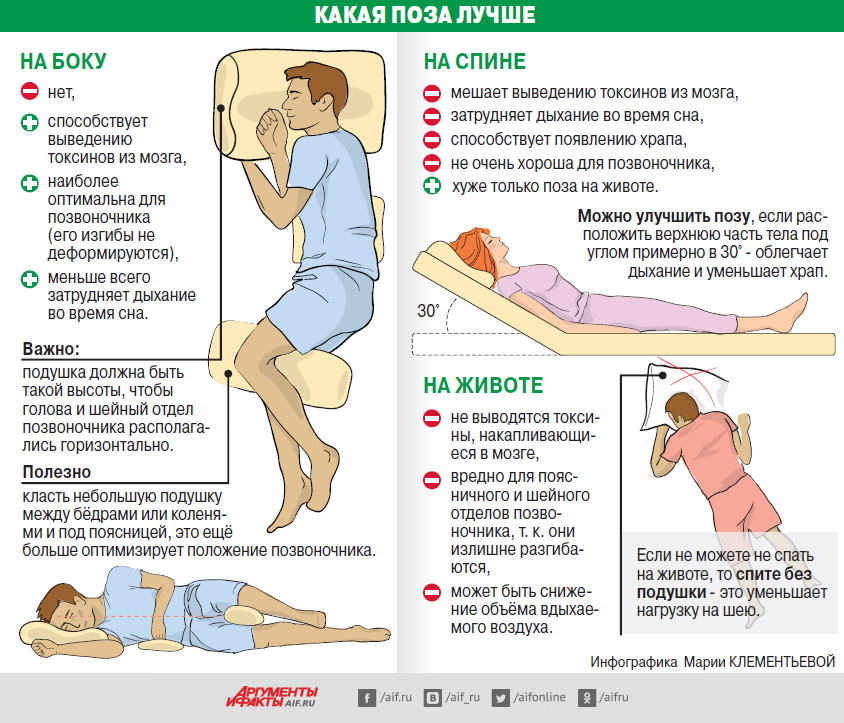 КАКАЯ ПОЗА ЛУЧШЕ
НА БОКУ
нет,
способствует
выведению
токсинов из мозга,
наиболее
оптимальна для
позвоночника
(его изгибы не
деформируются),
меньше всего
затрудняет дыхание
во время сна.
Важно:
подушка должна быть
такой высоты, чтобы
голова и шейный отдел
позвоночника располага-
лись горизонтально.
Полезно
класть небольшую подушку
между бёдрами или коленя-
ми и под поясницей, это ещё
больше оптимизирует положение позвоночника.
НА СПИНЕ
мешает выведению токсинов из мозга,
затрудняет дыхание во время сна,
способствует появлению храпа,
не очень хороша для позвоночника,
хуже только поза на животе.
Можно улучшить позу, если рас-
положить верхнюю часть тела под
углом примерно в 30˚ - облегчает
дыхание и уменьшает храп.
30˚
НА ЖИВОТЕ
не выводятся токси-
ны, накапливающи-
еся в мозге,
вредно для пояс-
ничного и шейного
отделов позво-
ночника, т. к. они
излишне разгиба-
ются,
может быть сниже-
ние объёма вдыхае-
мого воздуха.
Если не можете не спать
на животе, то спите без
подушки - это уменьшает
нагрузку на шею.
Инфографика Марии КЛЕМЕНТЬЕВОЙ
АРГУМЕНТЫ
И ФАКТЫ AIF.RU
/aif.ru /aif_ru /aifonline /aifru